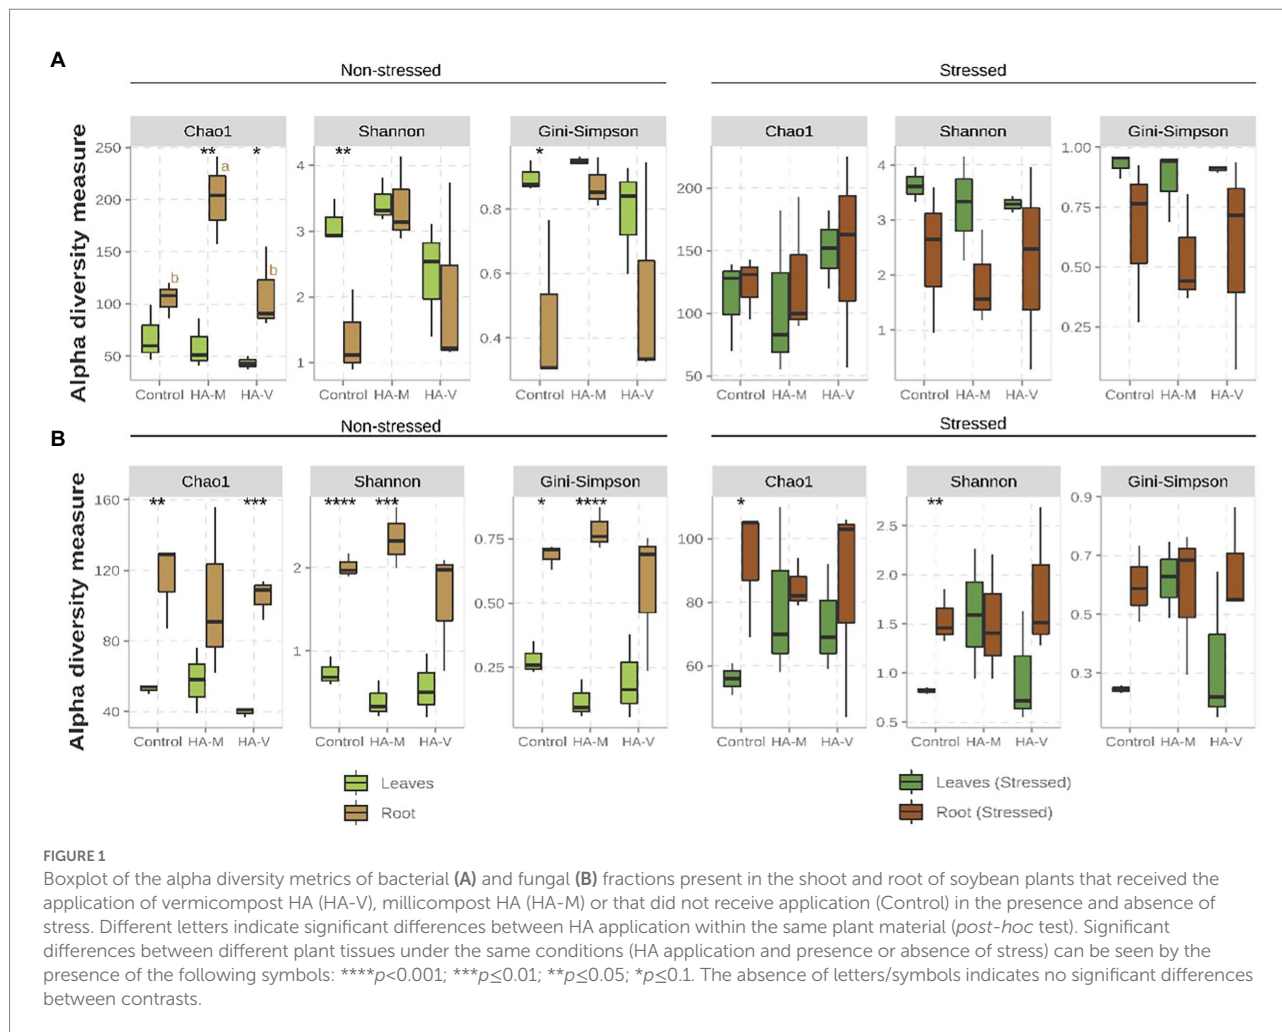 A
Non-stressed
Stressed
Chao1
Shannon
Gini-Simpson
Chao1
Shannon
Gini-Simpson
Alpha diversity measure
250
200
150
100
50
**
*
a
b
b
4
3
2
1
**
0.8
0.6
0.4
*
200
150
100
50
4
3
2
1
1.00
0.75
0.50
0.25
Control HA-M HA-V
Control HA-M HA-V
Control HA-M HA-V
Control HA-M HA-V
Control HA-M HA-V
Control HA-M HA-V
B
Non-stressed
Stressed
Chao1
Shannon
Gini-Simpson
Chao1
Shannon
Gini-Simpson
Alpha diversity measure
160
120
80
40
**
***
2
1
****
***
0.75
0.50
0.25
*
****
100
80
60
*
2.5
2.0
1.5
1.0
0.5
**
0.9
0.7
0.5
0.3
Control HA-M HA-V
Control HA-M HA-V
Control HA-M HA-V
Control HA-M HA-V
Control HA-M HA-V
Control HA-M HA-V
Leaves
Root
Leaves (Stressed)
Root (Stressed)
FIGURE 1
Boxplot of the alpha diversity metrics of bacterial (A) and fungal (B) fractions present in the shoot and root of soybean plants that received the
application of vermicompost HA (HA-V), millicompost HA (HA-M) or that did not receive application (Control) in the presence and absence of
stress. Different letters indicate significant differences between HA application within the same plant material (post-hoc test). Significant
differences between different plant tissues under the same conditions (HA application and presence or absence of stress) can be seen by the
presence of the following symbols: ****p<0.001; ***p≤0.01; **p≤0.05; *p≤0.1. The absence of letters/symbols indicates no significant differences
between contrasts.